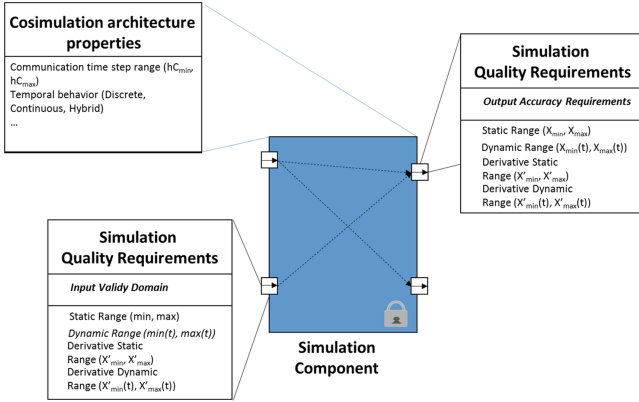 Cosimulation architecture
properties
Communication time step range (hCmin,
hCmax)
Temporal behavior (Discrete,
Continuous, Hybrid)
...
Simulation
Quality Requirements
Output Accuracy Requirements
Static Range (Xmin, Xmax)
Dynamic Range (Xmin(t), Xmax(t))
Derivative Static
Range (X'min, X'max)
Derivative Dynamic
Range (X'min(t), X'max(t))
Simulation
Quality Requirements
Input Validy Domain
Static Range (min, max)
Dynamic Range (min(t), max(t))
Derivative Static
Range (X'min, X'max)
Derivative Dynamic
Range (X'min(t), X'max(t))
Simulation
Component